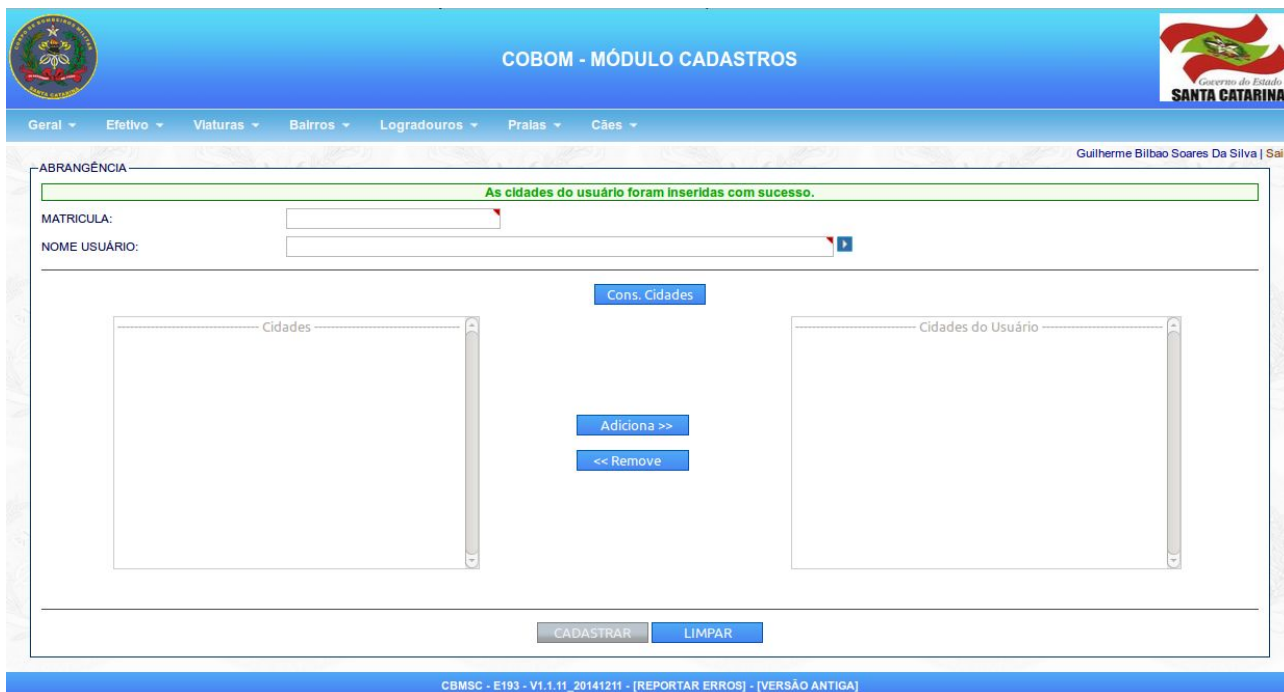 COBOM - MÓDULO CADASTROS
Governo do Estado
SANTA CATARINA
Geral Efetivo Viaturas Bairros Logradouros Praias Cães
Guilherme Bilbao Soares Da Silva | Sai
ABRANGÊNCIA
As cidades do usuário foram inseridas com sucesso.
MATRICULA:
NOME USUÁRIO:
Cons. Cidades
Cidades
Cidades do Usuário
Adiciona >>
<< Remove
CADASTRAR LIMPAR
CBMSC - E193 - V1.1.11_20141211 - [REPORTAR ERROS] - [VERSÃO ANTIGA]